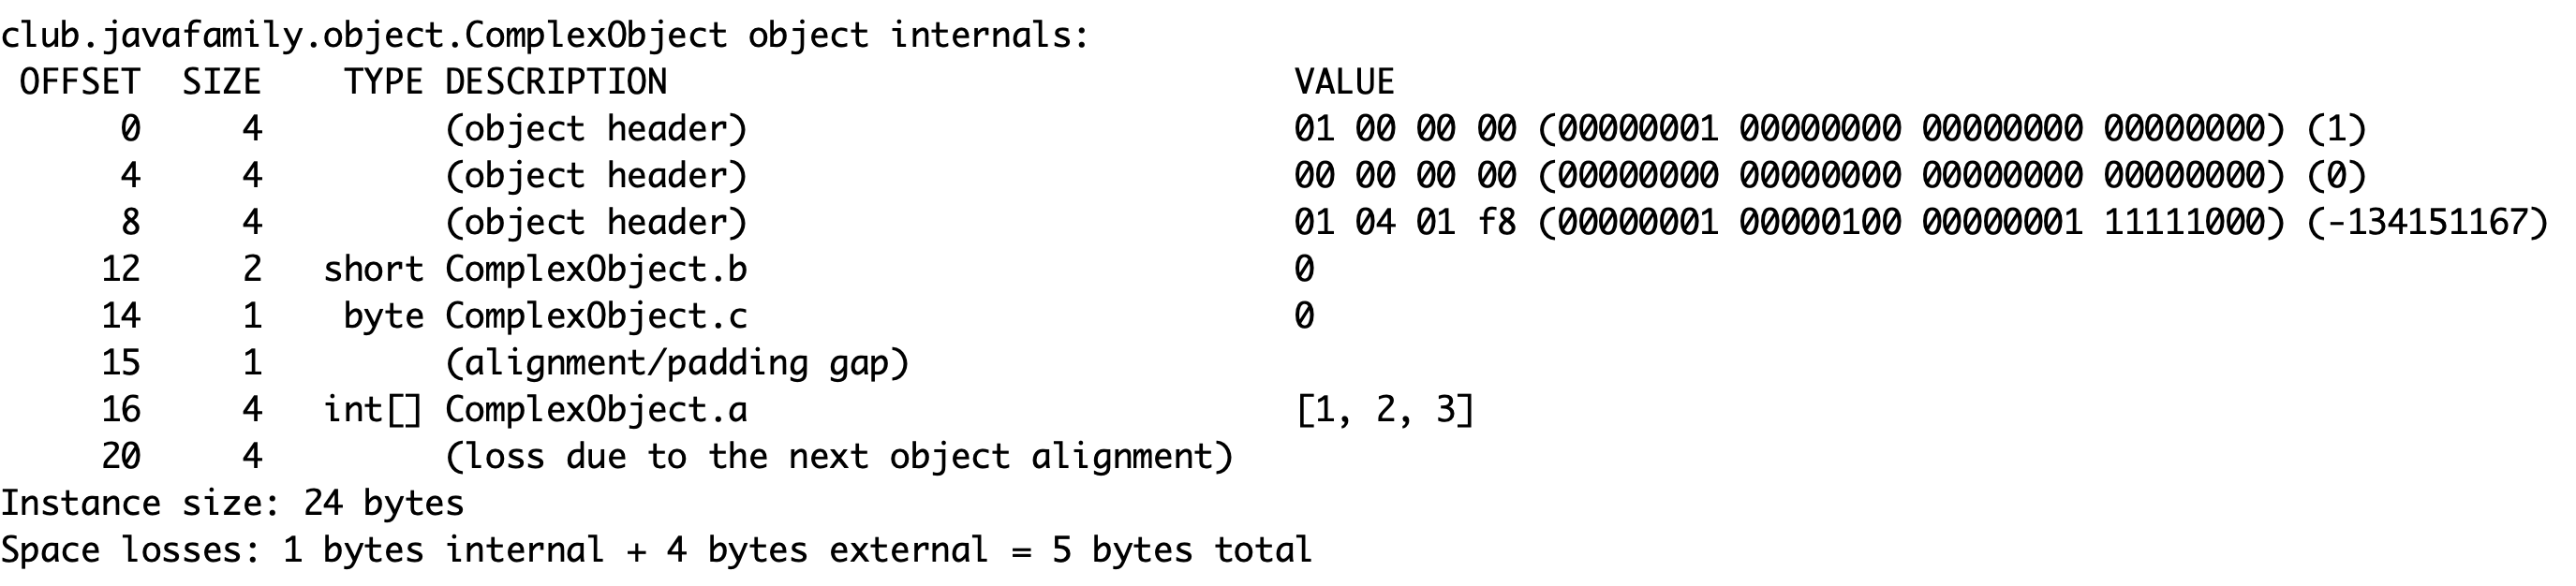 club.javafamily.object.ComplexObject object internals:
 OFFSET  SIZE    TYPE DESCRIPTION                               VALUE
      0     4         (object header)                           01 00 00 00 (00000001 00000000 00000000 00000000) (1)
      4     4         (object header)                           00 00 00 00 (00000000 00000000 00000000 00000000) (0)
      8     4         (object header)                           01 04 01 f8 (00000001 00000100 00000001 11111000) (-134151167)
     12     2   short ComplexObject.b                           0
     14     1    byte ComplexObject.c                           0
     15     1         (alignment/padding gap)
     16     4   int[] ComplexObject.a                           [1, 2, 3]
     20     4         (loss due to the next object alignment)
Instance size: 24 bytes
Space losses: 1 bytes internal + 4 bytes external = 5 bytes total